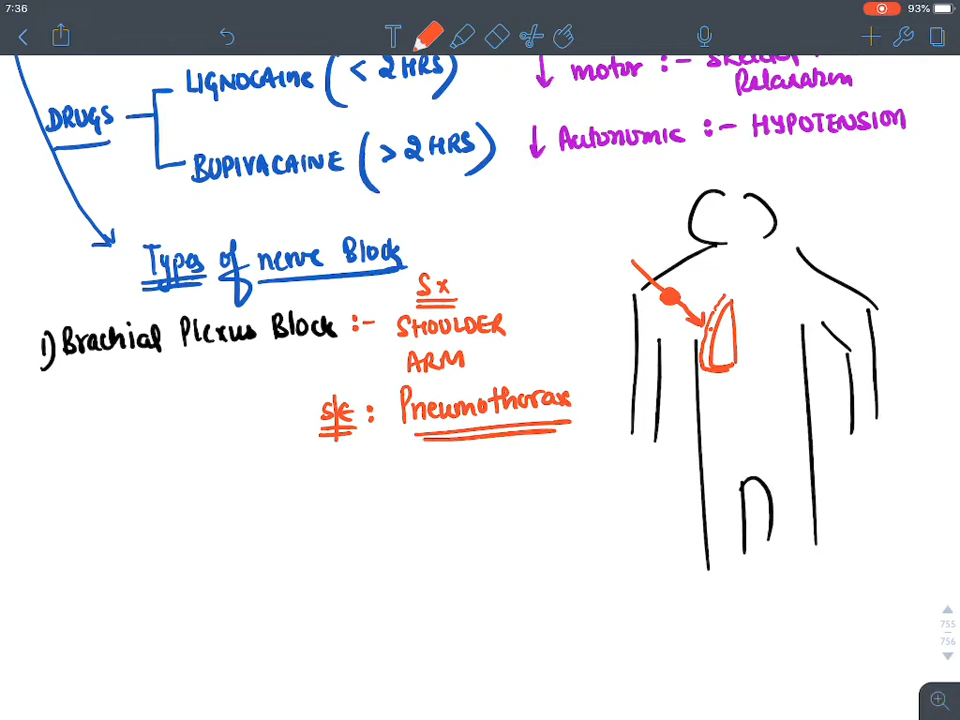 7:36
93%
T
LIGNOCAINE (< 2 HRS)
DRUGS
BUPIVACAINE (> 2 HRS)
↓ motor :-
Relaxation
↓ Autonomic :- HYPOTENSION
Types of nerve Block
1) Brachial Plexus Block :-
Sx
SHOULDER
ARM
S/E : Pneumothorax
755
756